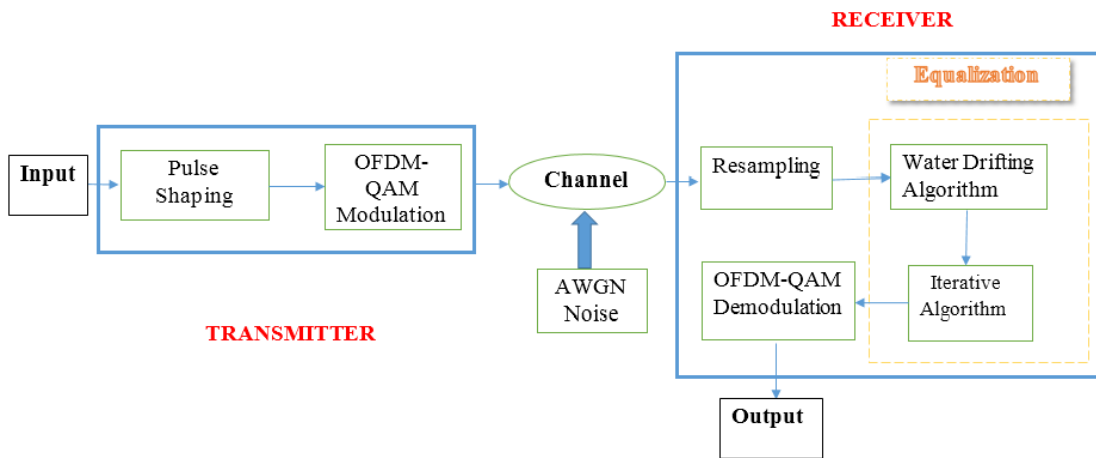 RECEIVER
Equalization
Input
Pulse
Shaping
OFDM-
QAM
Modulation
Channel
Resampling
Water Drifting
Algorithm
AWGN
Noise
OFDM-QAM
Demodulation
Iterative
Algorithm
TRANSMITTER
Output